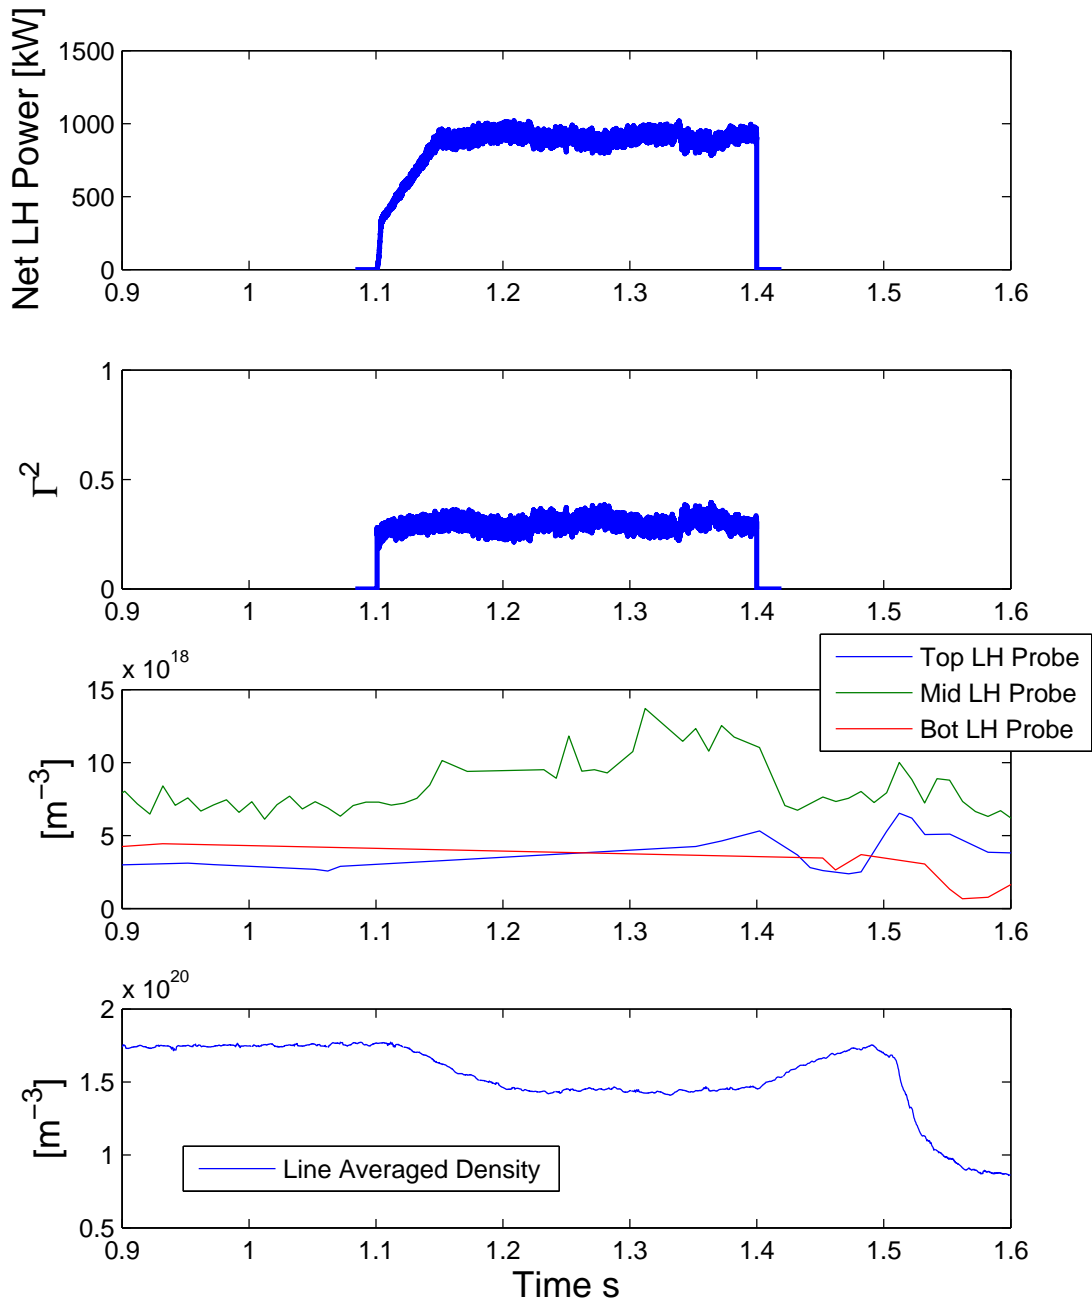 Net LH Power [kW]
1500
1000
500
0
0.9 1 1.1 1.2 1.3 1.4 1.5 1.6
Γ²
1
0.5
0
0.9 1 1.1 1.2 1.3 1.4 1.5 1.6
x 10¹⁸
Top LH Probe
Mid LH Probe
Bot LH Probe
[m⁻³]
15
10
5
0
0.9 1 1.1 1.2 1.3 1.4 1.5 1.6
x 10²⁰
[m⁻³]
2
1.5
1
0.5
Line Averaged Density
0.9 1 1.1 1.2 1.3 1.4 1.5 1.6
Time s